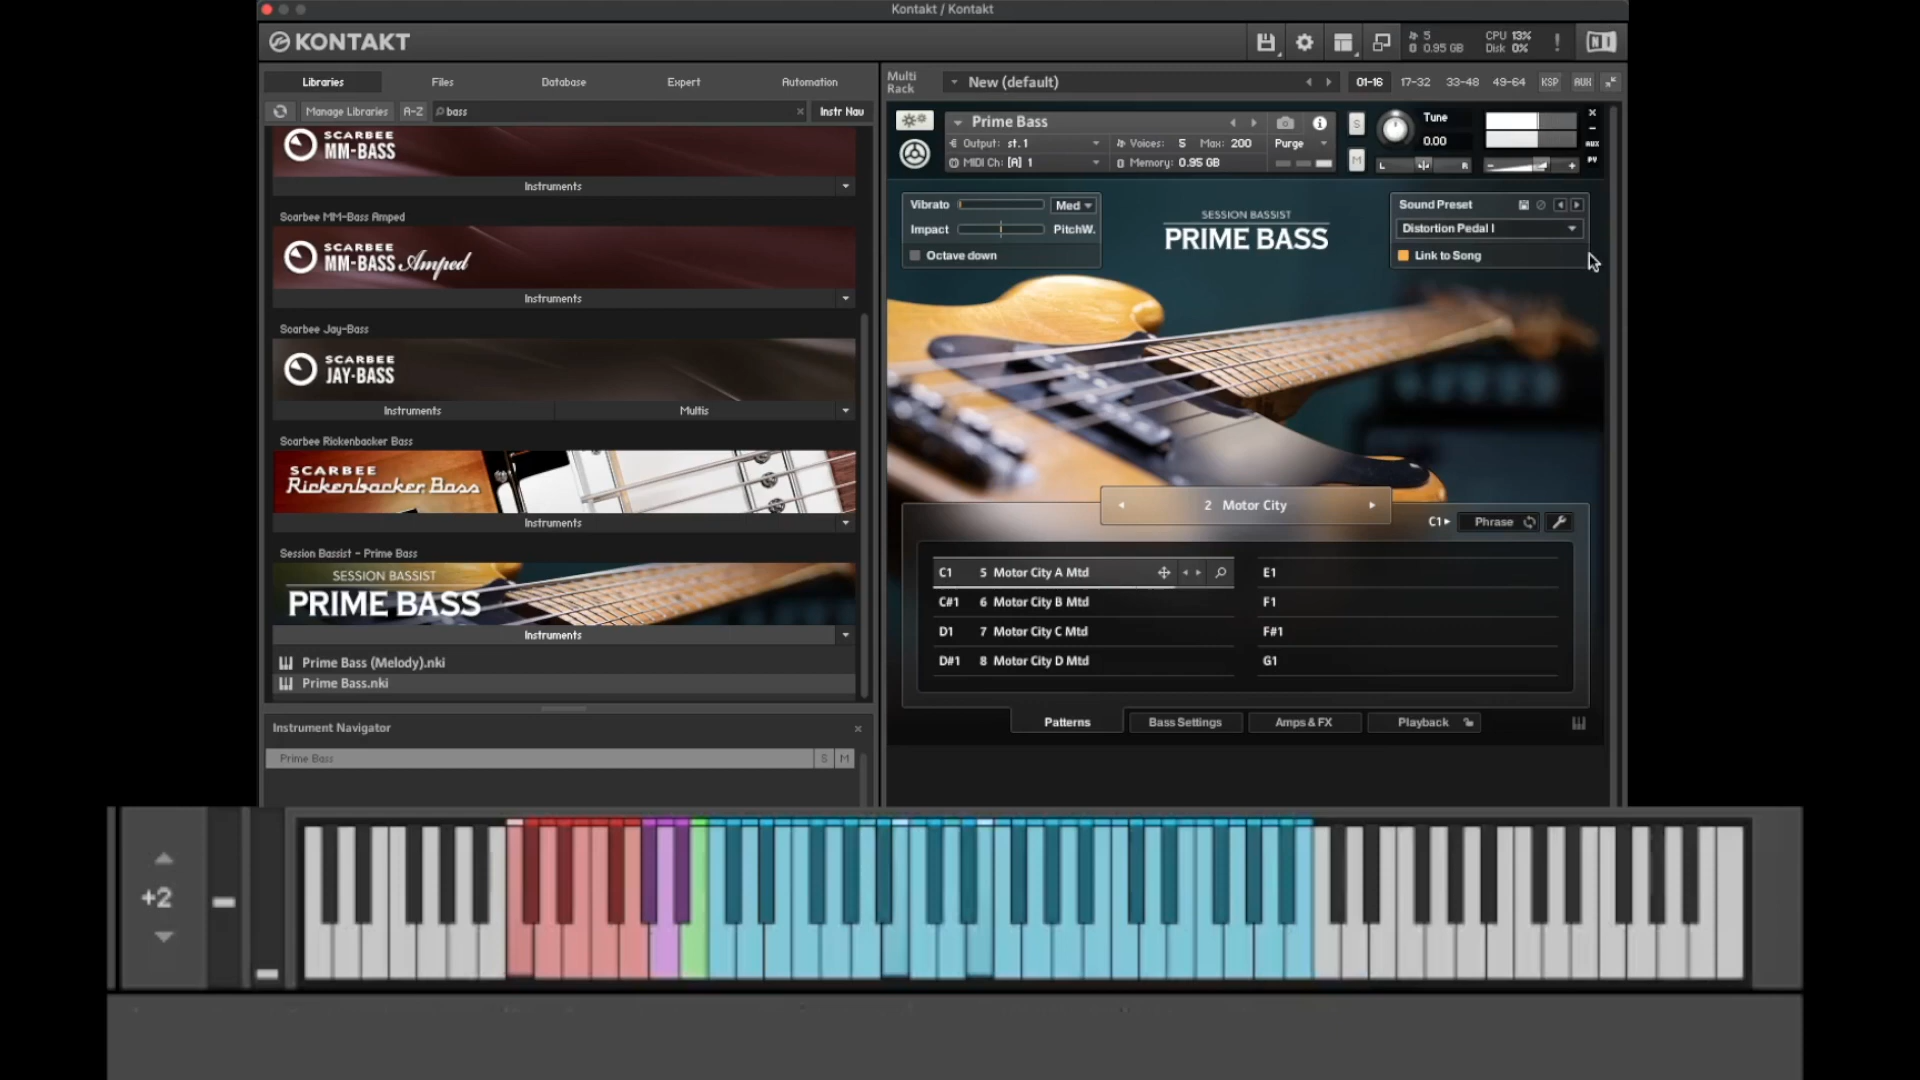 Kontakt / Kontakt
KONTAKT
5
0.95 GB
CPU 13%
Disk 0%
!
NI
Libraries
Files
Database
Expert
Automation
Manage Libraries
A-Z
bass
×
Instr Nav
SCARBEE
MM-BASS
Instruments
Scarbee MM-Bass Amped
SCARBEE
MM-BASS Amped
Instruments
Scarbee Jay-Bass
SCARBEE
JAY-BASS
Instruments
Multis
Scarbee Rickenbacker Bass
SCARBEE
Rickenbacker Bass
Instruments
Session Bassist - Prime Bass
SESSION BASSIST
PRIME BASS
Instruments
Prime Bass (Melody).nki
Prime Bass.nki
Instrument Navigator
Prime Bass
S
M
Multi
Rack
New (default)
01-16
17-32
33-48
49-64
KSP
AUX
Prime Bass
Output: st.1
Voices: 5 Max: 200
Purge
MIDI Ch: [A] 1
Memory: 0.95 GB
S
M
Tune
0.00
L
R
-
+
AUX
PV
Vibrato
Med
Impact
PitchW.
Octave down
SESSION BASSIST
PRIME BASS
Sound Preset
Distortion Pedal I
Link to Song
2 Motor City
C1
Phrase
C1 5 Motor City A Mtd
C#1 6 Motor City B Mtd
D1 7 Motor City C Mtd
D#1 8 Motor City D Mtd
E1
F1
F#1
G1
Patterns
Bass Settings
Amps & FX
Playback
+2